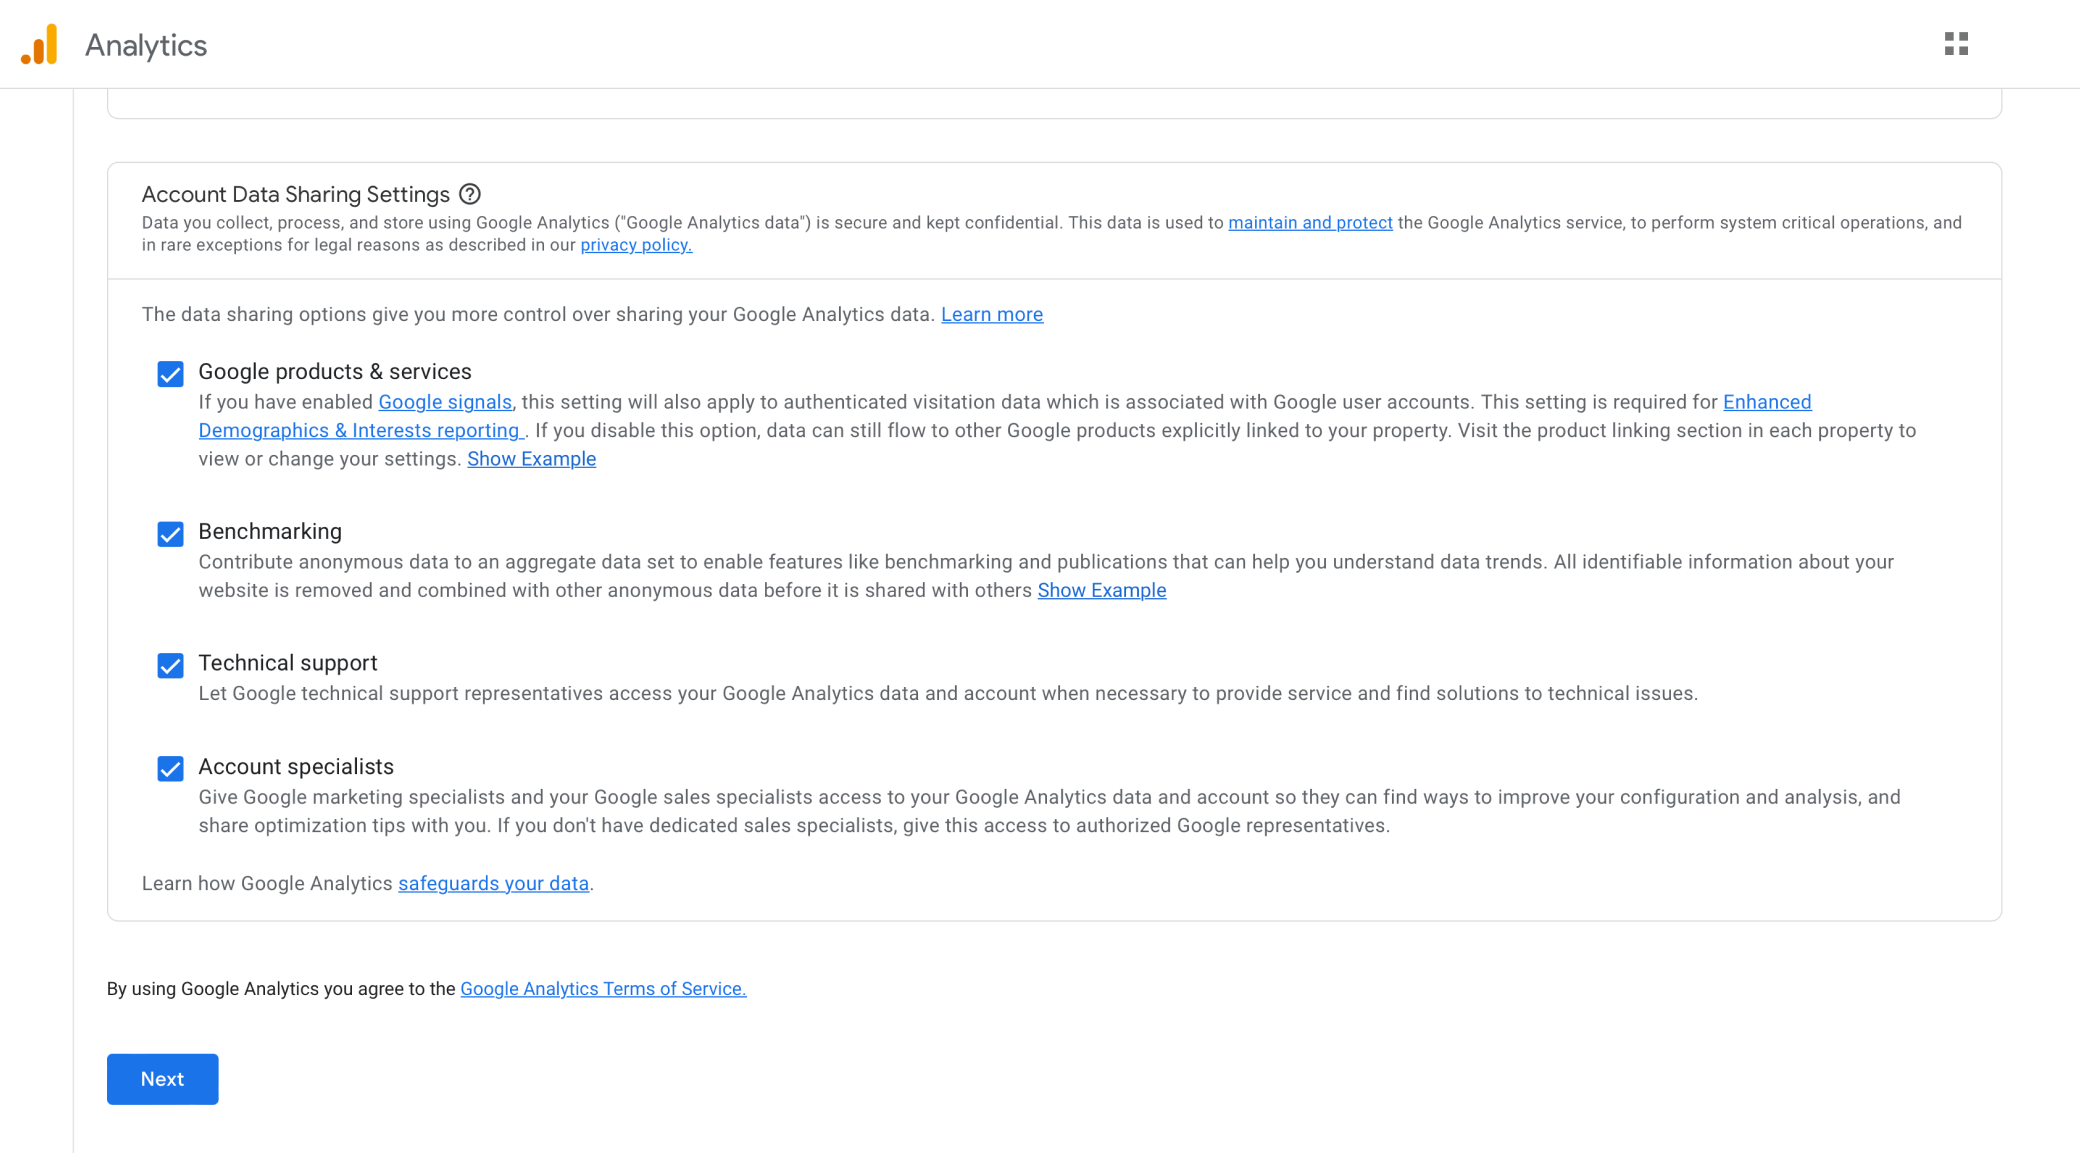 Analytics
Account Data Sharing Settings
Data you collect, process, and store using Google Analytics ("Google Analytics data") is secure and kept confidential. This data is used to maintain and protect the Google Analytics service, to perform system critical operations, and
in rare exceptions for legal reasons as described in our privacy policy.
The data sharing options give you more control over sharing your Google Analytics data. Learn more
Google products & services
If you have enabled Google signals, this setting will also apply to authenticated visitation data which is associated with Google user accounts. This setting is required for Enhanced
Demographics & Interests reporting . If you disable this option, data can still flow to other Google products explicitly linked to your property. Visit the product linking section in each property to
view or change your settings. Show Example
Benchmarking
Contribute anonymous data to an aggregate data set to enable features like benchmarking and publications that can help you understand data trends. All identifiable information about your
website is removed and combined with other anonymous data before it is shared with others Show Example
Technical support
Let Google technical support representatives access your Google Analytics data and account when necessary to provide service and find solutions to technical issues.
Account specialists
Give Google marketing specialists and your Google sales specialists access to your Google Analytics data and account so they can find ways to improve your configuration and analysis, and
share optimization tips with you. If you don't have dedicated sales specialists, give this access to authorized Google representatives.
Learn how Google Analytics safeguards your data.
By using Google Analytics you agree to the Google Analytics Terms of Service.
Next